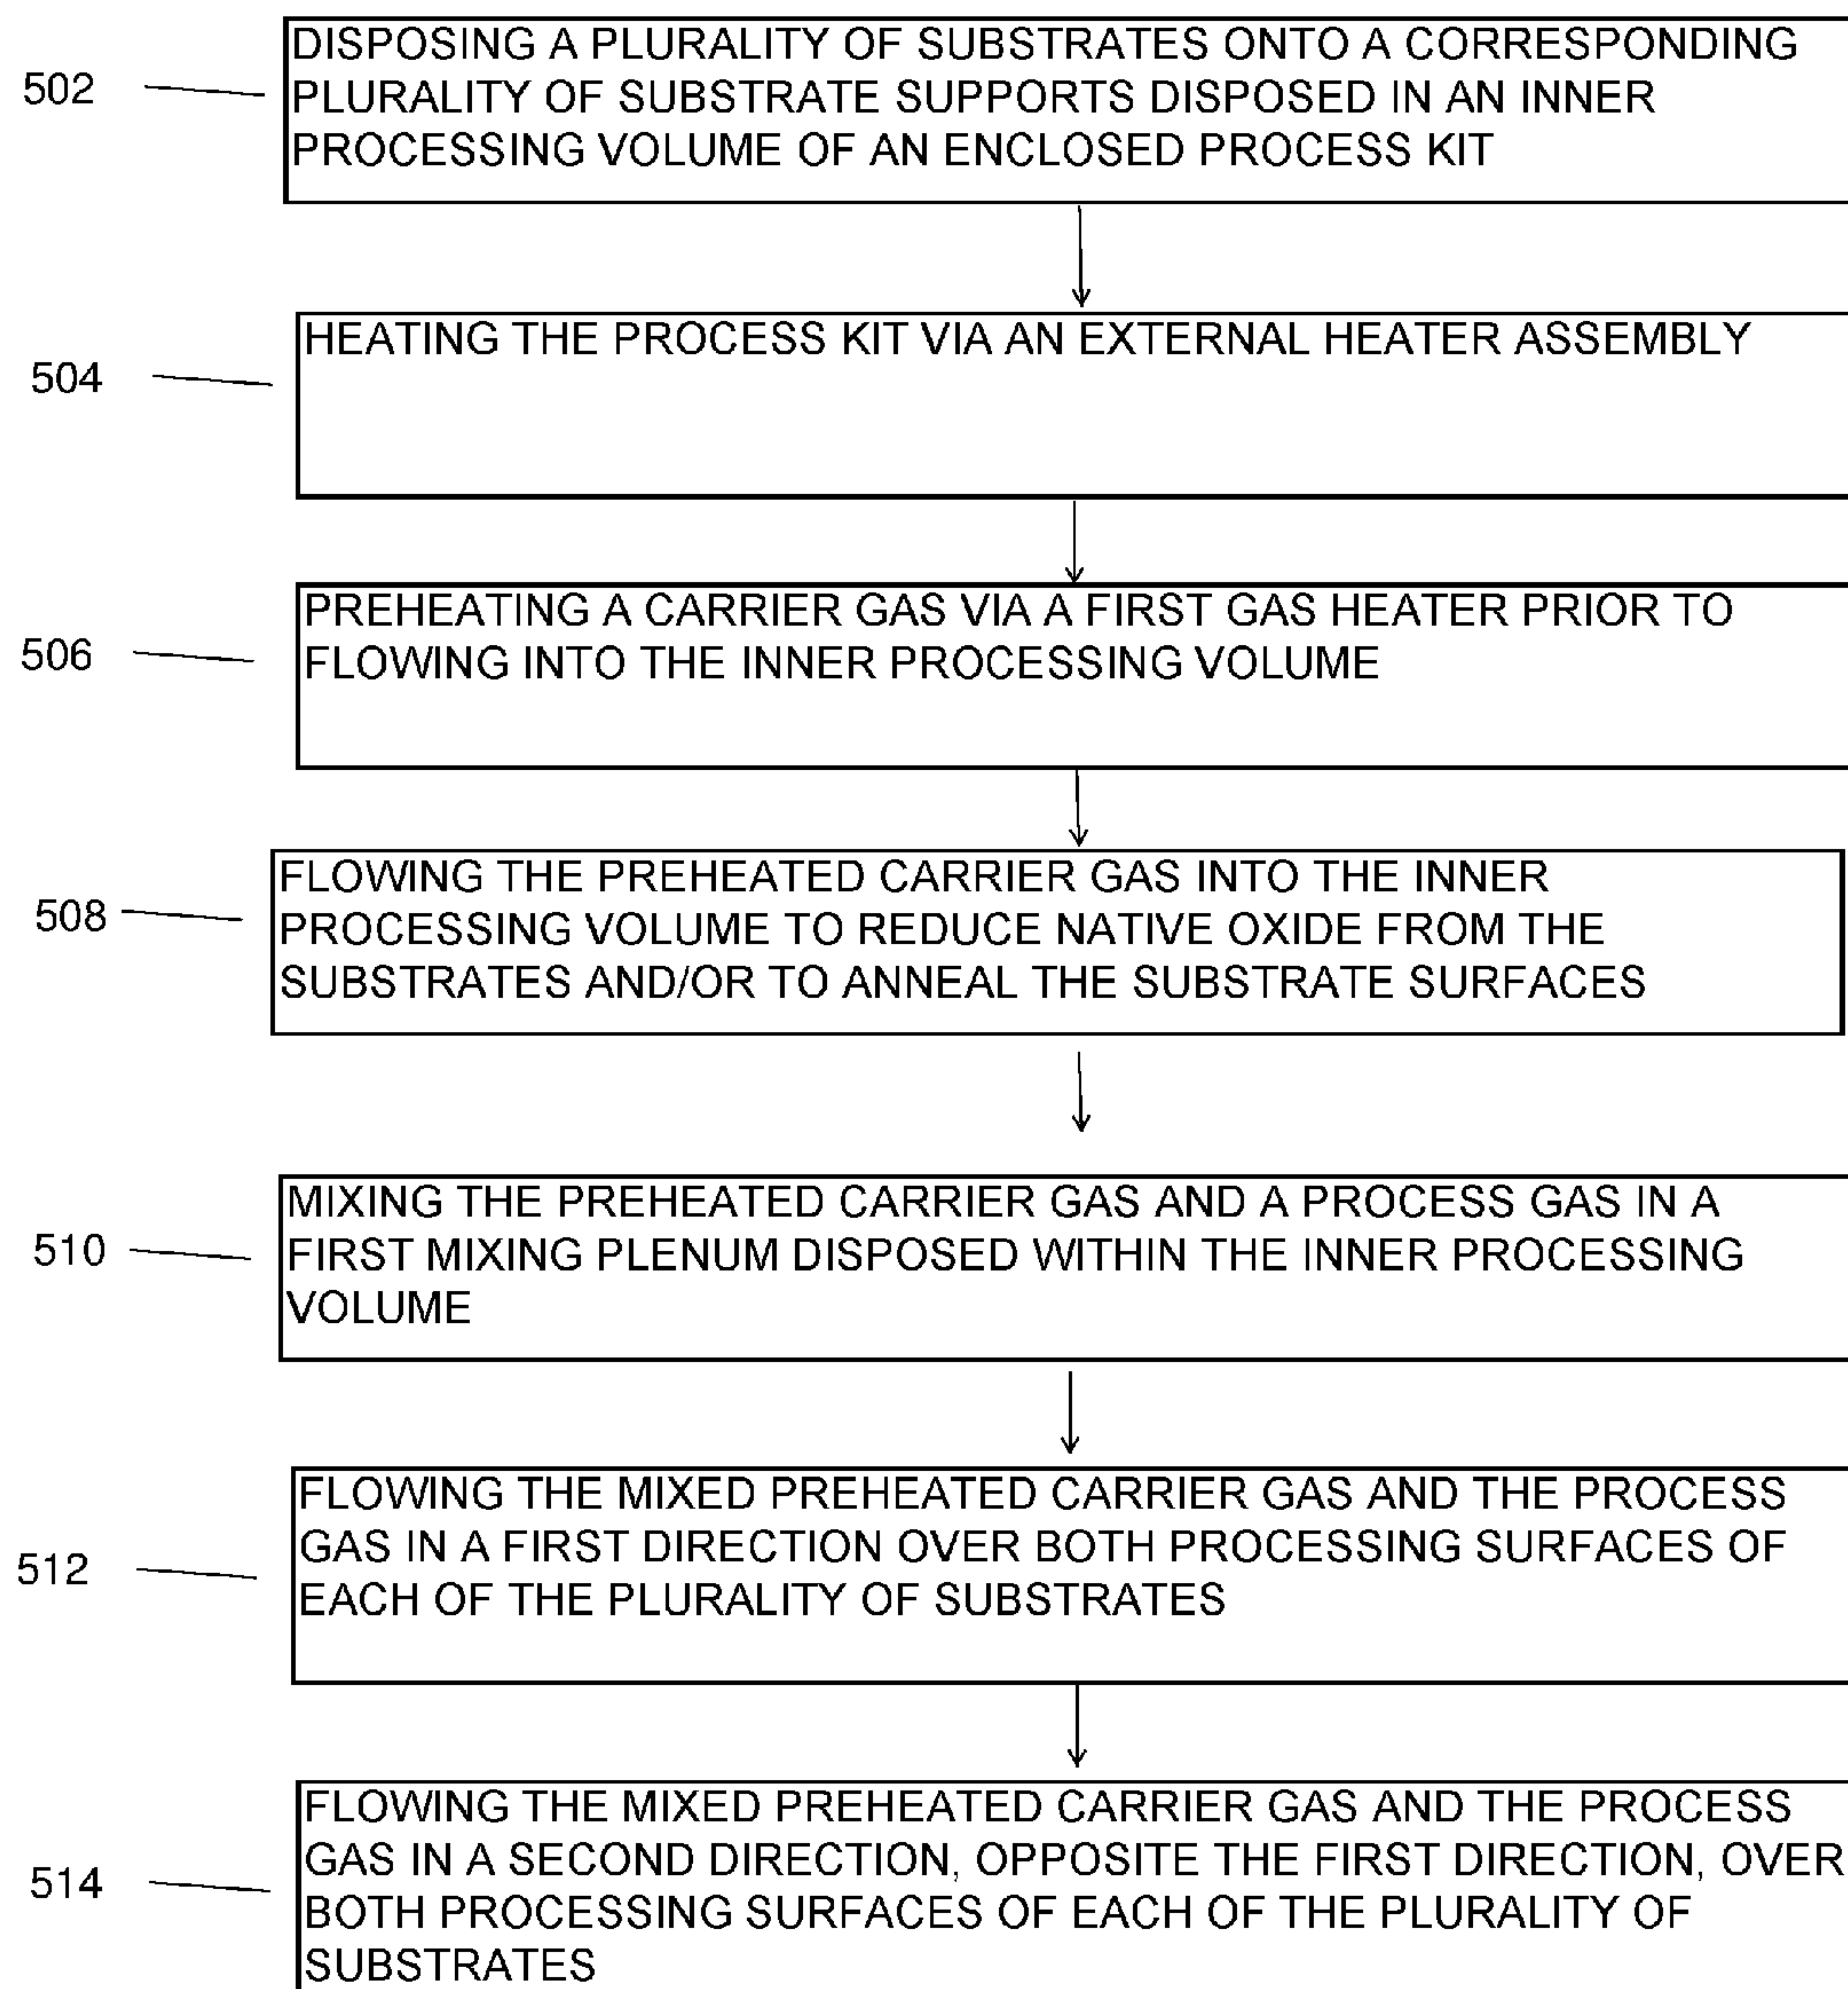 502
DISPOSING A PLURALITY OF SUBSTRATES ONTO A CORRESPONDING
PLURALITY OF SUBSTRATE SUPPORTS DISPOSED IN AN INNER
PROCESSING VOLUME OF AN ENCLOSED PROCESS KIT
504
HEATING THE PROCESS KIT VIA AN EXTERNAL HEATER ASSEMBLY
506
PREHEATING A CARRIER GAS VIA A FIRST GAS HEATER PRIOR TO
FLOWING INTO THE INNER PROCESSING VOLUME
508
FLOWING THE PREHEATED CARRIER GAS INTO THE INNER
PROCESSING VOLUME TO REDUCE NATIVE OXIDE FROM THE
SUBSTRATES AND/OR TO ANNEAL THE SUBSTRATE SURFACES
510
MIXING THE PREHEATED CARRIER GAS AND A PROCESS GAS IN A
FIRST MIXING PLENUM DISPOSED WITHIN THE INNER PROCESSING
VOLUME
512
FLOWING THE MIXED PREHEATED CARRIER GAS AND THE PROCESS
GAS IN A FIRST DIRECTION OVER BOTH PROCESSING SURFACES OF
EACH OF THE PLURALITY OF SUBSTRATES
514
FLOWING THE MIXED PREHEATED CARRIER GAS AND THE PROCESS
GAS IN A SECOND DIRECTION, OPPOSITE THE FIRST DIRECTION, OVER
BOTH PROCESSING SURFACES OF EACH OF THE PLURALITY OF
SUBSTRATES